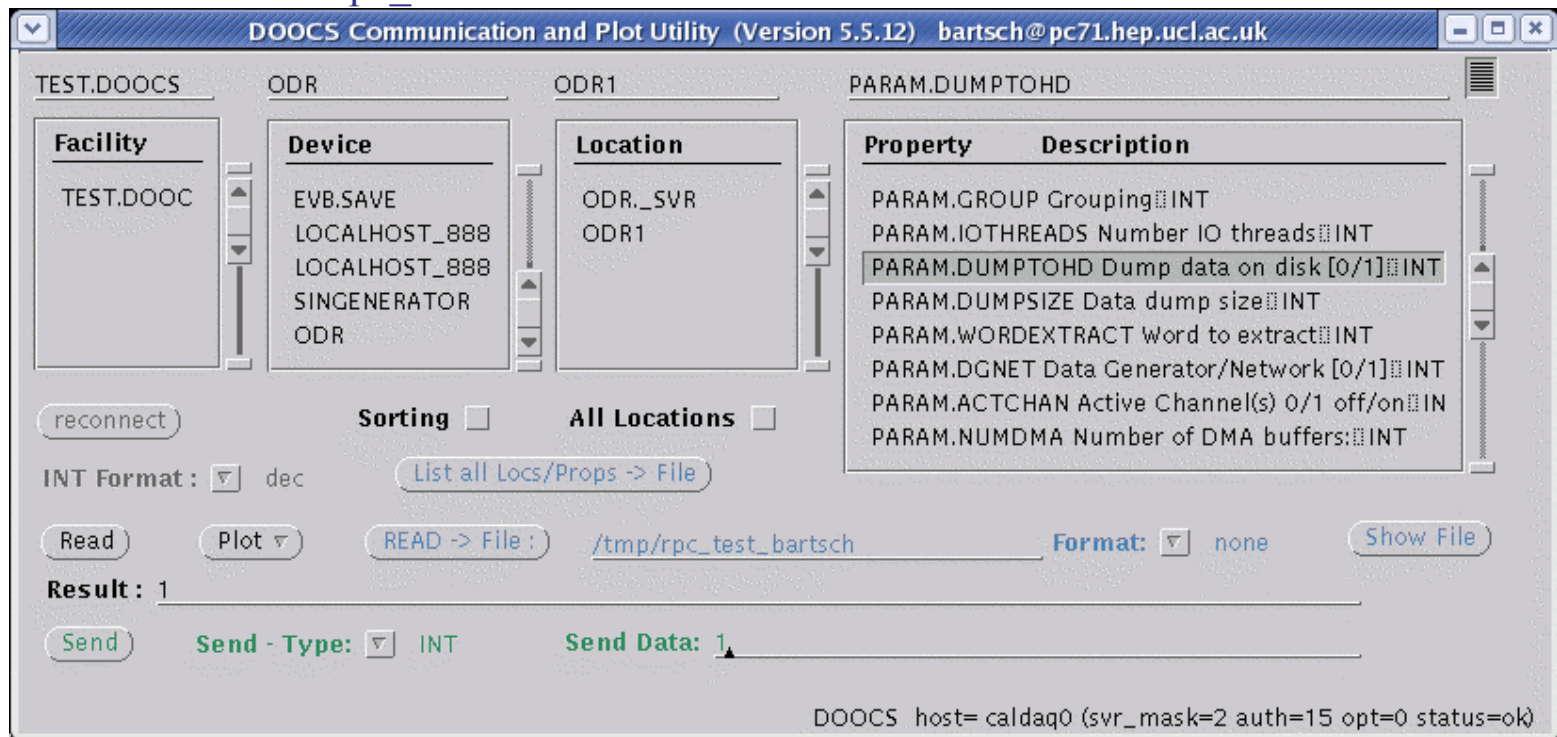 DOOCS Communication and Plot Utility (Version 5.5.12) bartsch@pc71.hep.ucl.ac.uk
TEST.DOOCS ODR ODR1 PARAM.DUMPTOHD
Facility
TEST.DOOC
Device
EVB.SAVE
LOCALHOST_888
LOCALHOST_888
SINGENERATOR
ODR
Location
ODR._SVR
ODR1
Property Description
PARAM.GROUP Grouping INT
PARAM.IOTHREADS Number IO threads INT
PARAM.DUMPTOHD Dump data on disk [0/1] INT
PARAM.DUMPSIZE Data dump size INT
PARAM.WORDEXTRACT Word to extract INT
PARAM.DGNET Data Generator/Network [0/1] INT
PARAM.ACTCHAN Active Channel(s) 0/1 off/on IN
PARAM.NUMDMA Number of DMA buffers: INT
reconnect Sorting All Locations
INT Format : dec List all Locs/Props -> File
Read Plot READ -> File : /tmp/rpc_test_bartsch Format: none Show File
Result : 1
Send Send - Type: INT Send Data: 1
DOOCS host= caldaq0 (svr_mask=2 auth=15 opt=0 status=ok)